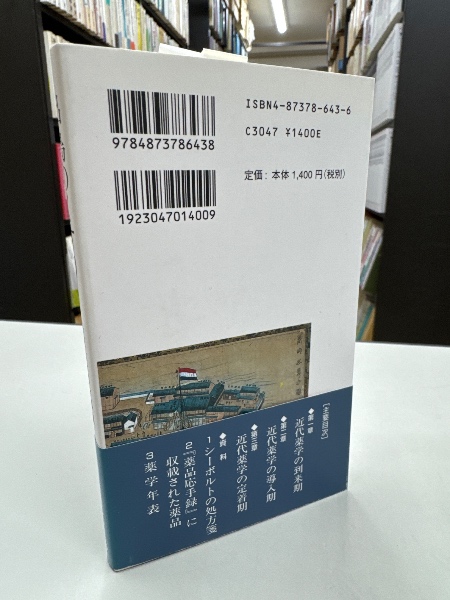 ISBN4-87378-643-6
C3047 ¥1400E
定価：本体1,400円(税別)
9784873786438
1923047014009
［主要目次］
◆第一章
近代薬学の到来期
◆第二章
近代薬学の導入期
◆第三章
近代薬学の定着期
◆資料
1 シーボルトの処方箋
2 『薬品応手録』に
収載された薬品
3 薬学年表